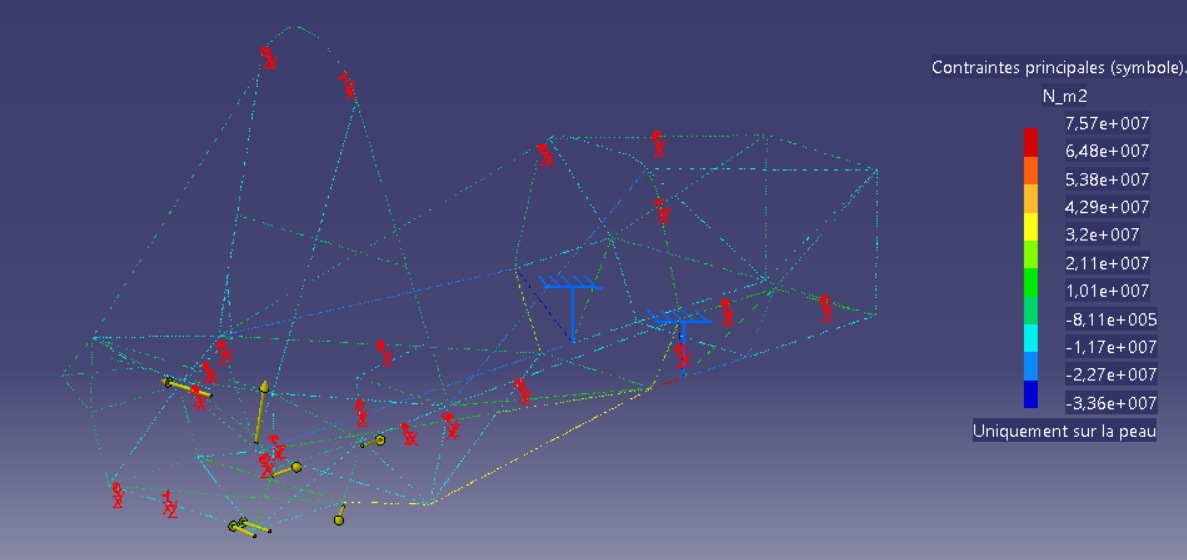 Contraintes principales (symbole).
N_m2
7,57e+007
6,48e+007
5,38e+007
4,29e+007
3,2e+007
2,11e+007
1,01e+007
-8,11e+005
-1,17e+007
-2,27e+007
-3,36e+007
Uniquement sur la peau